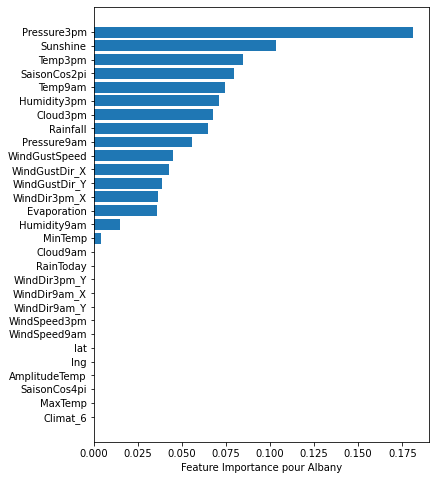 Pressure3pm
Sunshine
Temp3pm
SaisonCos2pi
Temp9am
Humidity3pm
Cloud3pm
Rainfall
Pressure9am
WindGustSpeed
WindGustDir_X
WindGustDir_Y
WindDir3pm_X
Evaporation
Humidity9am
MinTemp
Cloud9am
RainToday
WindDir3pm_Y
WindDir9am_X
WindDir9am_Y
WindSpeed3pm
WindSpeed9am
lat
lng
AmplitudeTemp
SaisonCos4pi
MaxTemp
Climat_6
0.000 0.025 0.050 0.075 0.100 0.125 0.150 0.175
Feature Importance pour Albany